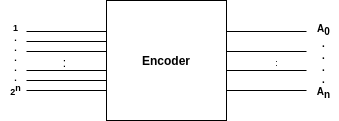 1
2ⁿ
:
Encoder
:
A₀
Aₙ